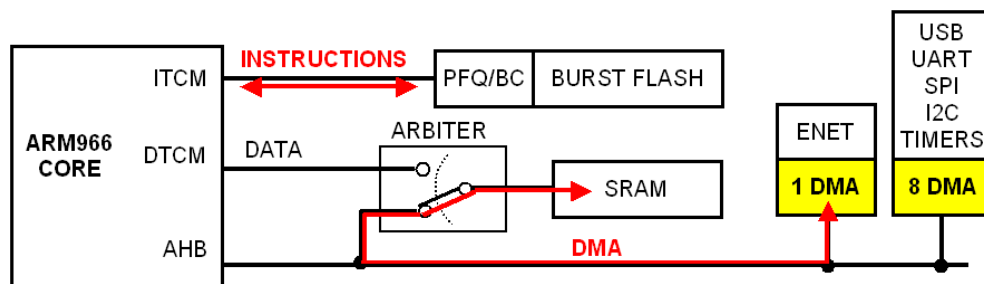 ARM966
CORE
ITCM
DTCM
AHB
INSTRUCTIONS
PFQ/BC
BURST FLASH
DATA
ARBITER
SRAM
DMA
ENET
1 DMA
USB
UART
SPI
I2C
TIMERS
8 DMA